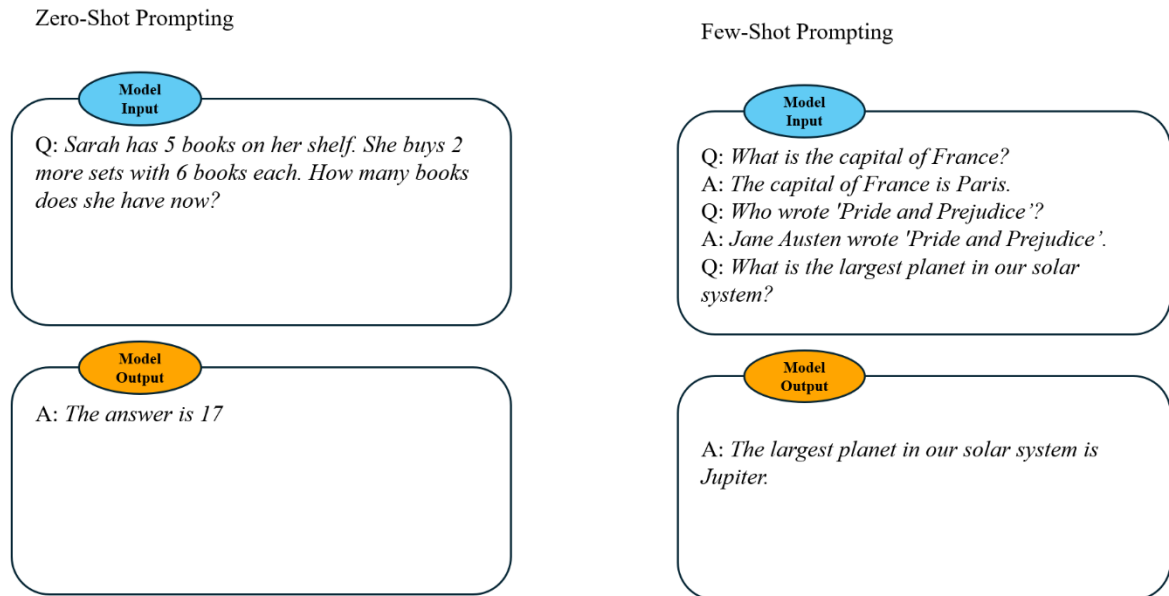 Zero-Shot Prompting
Model
Input
Q: Sarah has 5 books on her shelf. She buys 2
more sets with 6 books each. How many books
does she have now?
Model
Output
A: The answer is 17
Few-Shot Prompting
Model
Input
Q: What is the capital of France?
A: The capital of France is Paris.
Q: Who wrote 'Pride and Prejudice’?
A: Jane Austen wrote 'Pride and Prejudice’.
Q: What is the largest planet in our solar
system?
Model
Output
A: The largest planet in our solar system is
Jupiter.